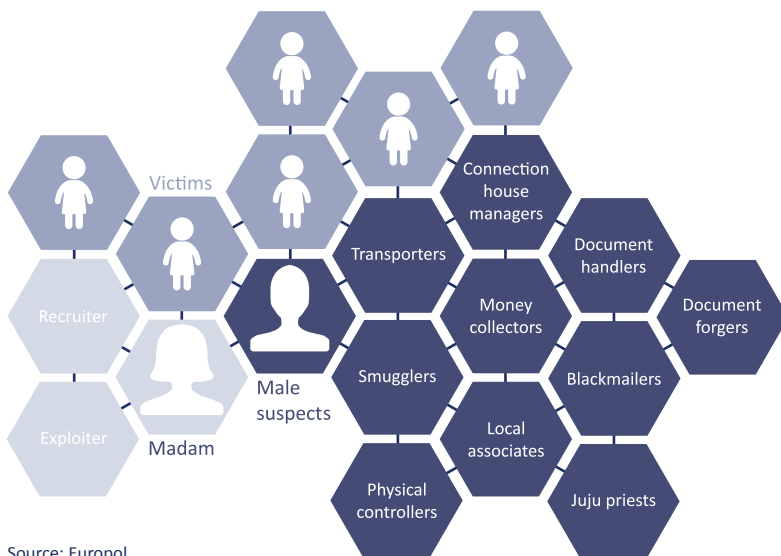 Victims
Connection
house
managers
Transporters
Document
handlers
Recruiter
Money
collectors
Document
forgers
Smugglers
Blackmailers
Male
suspects
Exploiter
Madam
Local
associates
Physical
controllers
Juju priests
Source: Europol